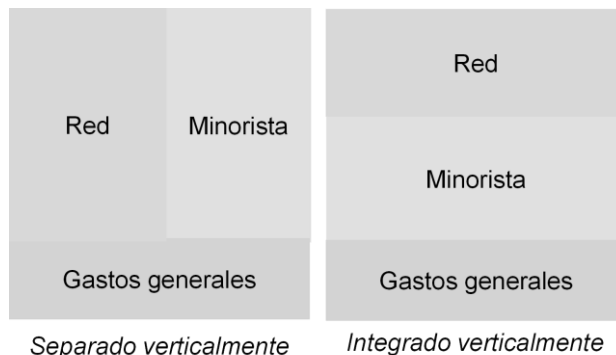 Red
Minorista
Gastos generales
Separado verticalmente
Red
Minorista
Gastos generales
Integrado verticalmente